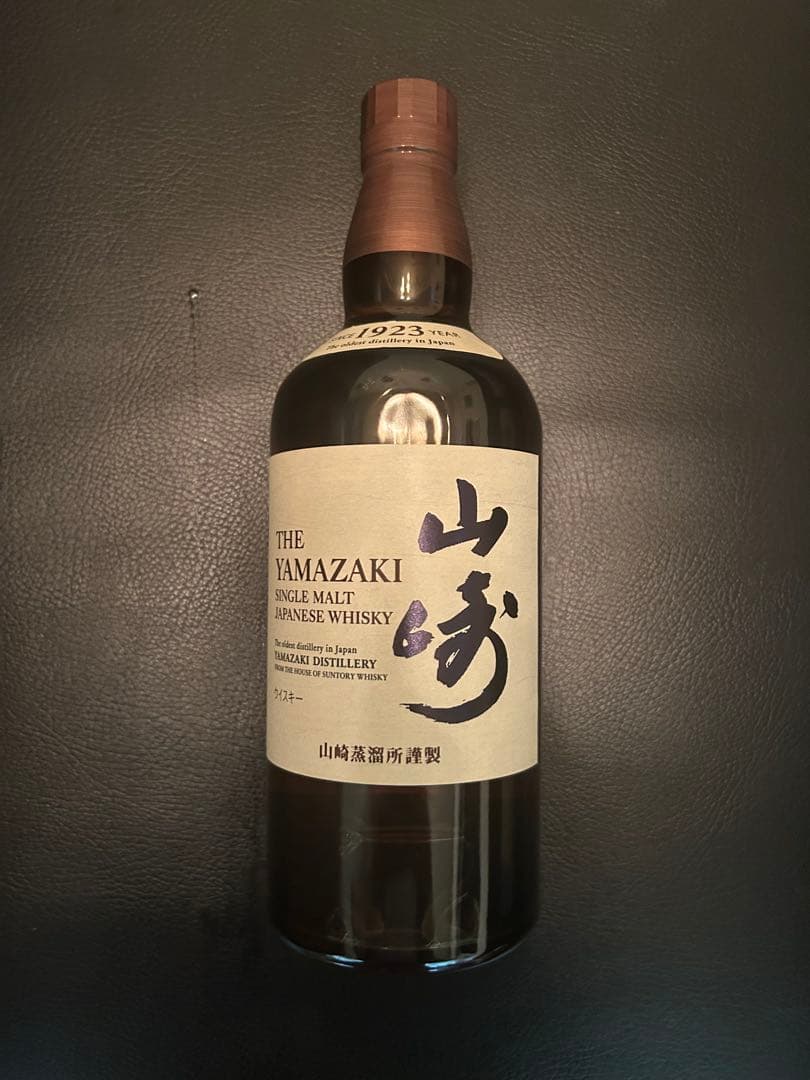 SINCE 1923 YEAR
The oldest distillery in Japan
山崎
THE
YAMAZAKI
SINGLE MALT
JAPANESE WHISKY
The oldest distillery in Japan
YAMAZAKI DISTILLERY
FROM THE HOUSE OF SUNTORY WHISKY
ウイスキー
山崎蒸溜所謹製